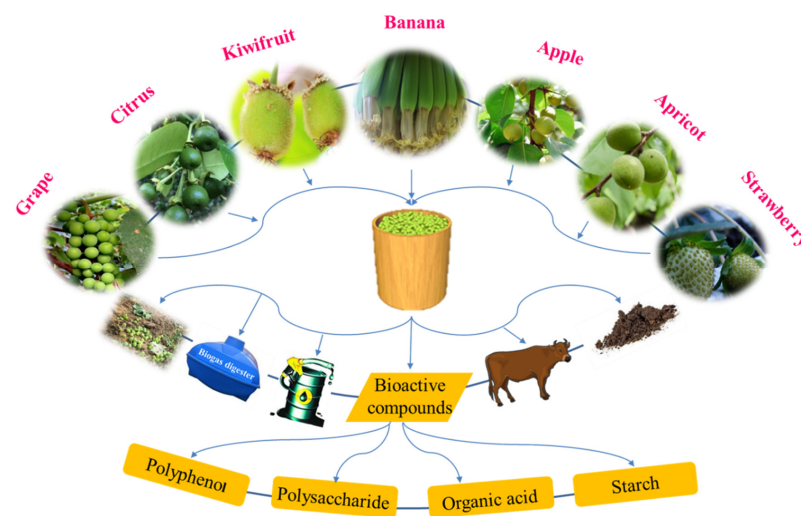 Banana
Kiwifruit
Apple
Citrus
Apricot
Grape
Strawberry
Biogas digester
Bioactive
compounds
Polyphenol
Polysaccharide
Organic acid
Starch